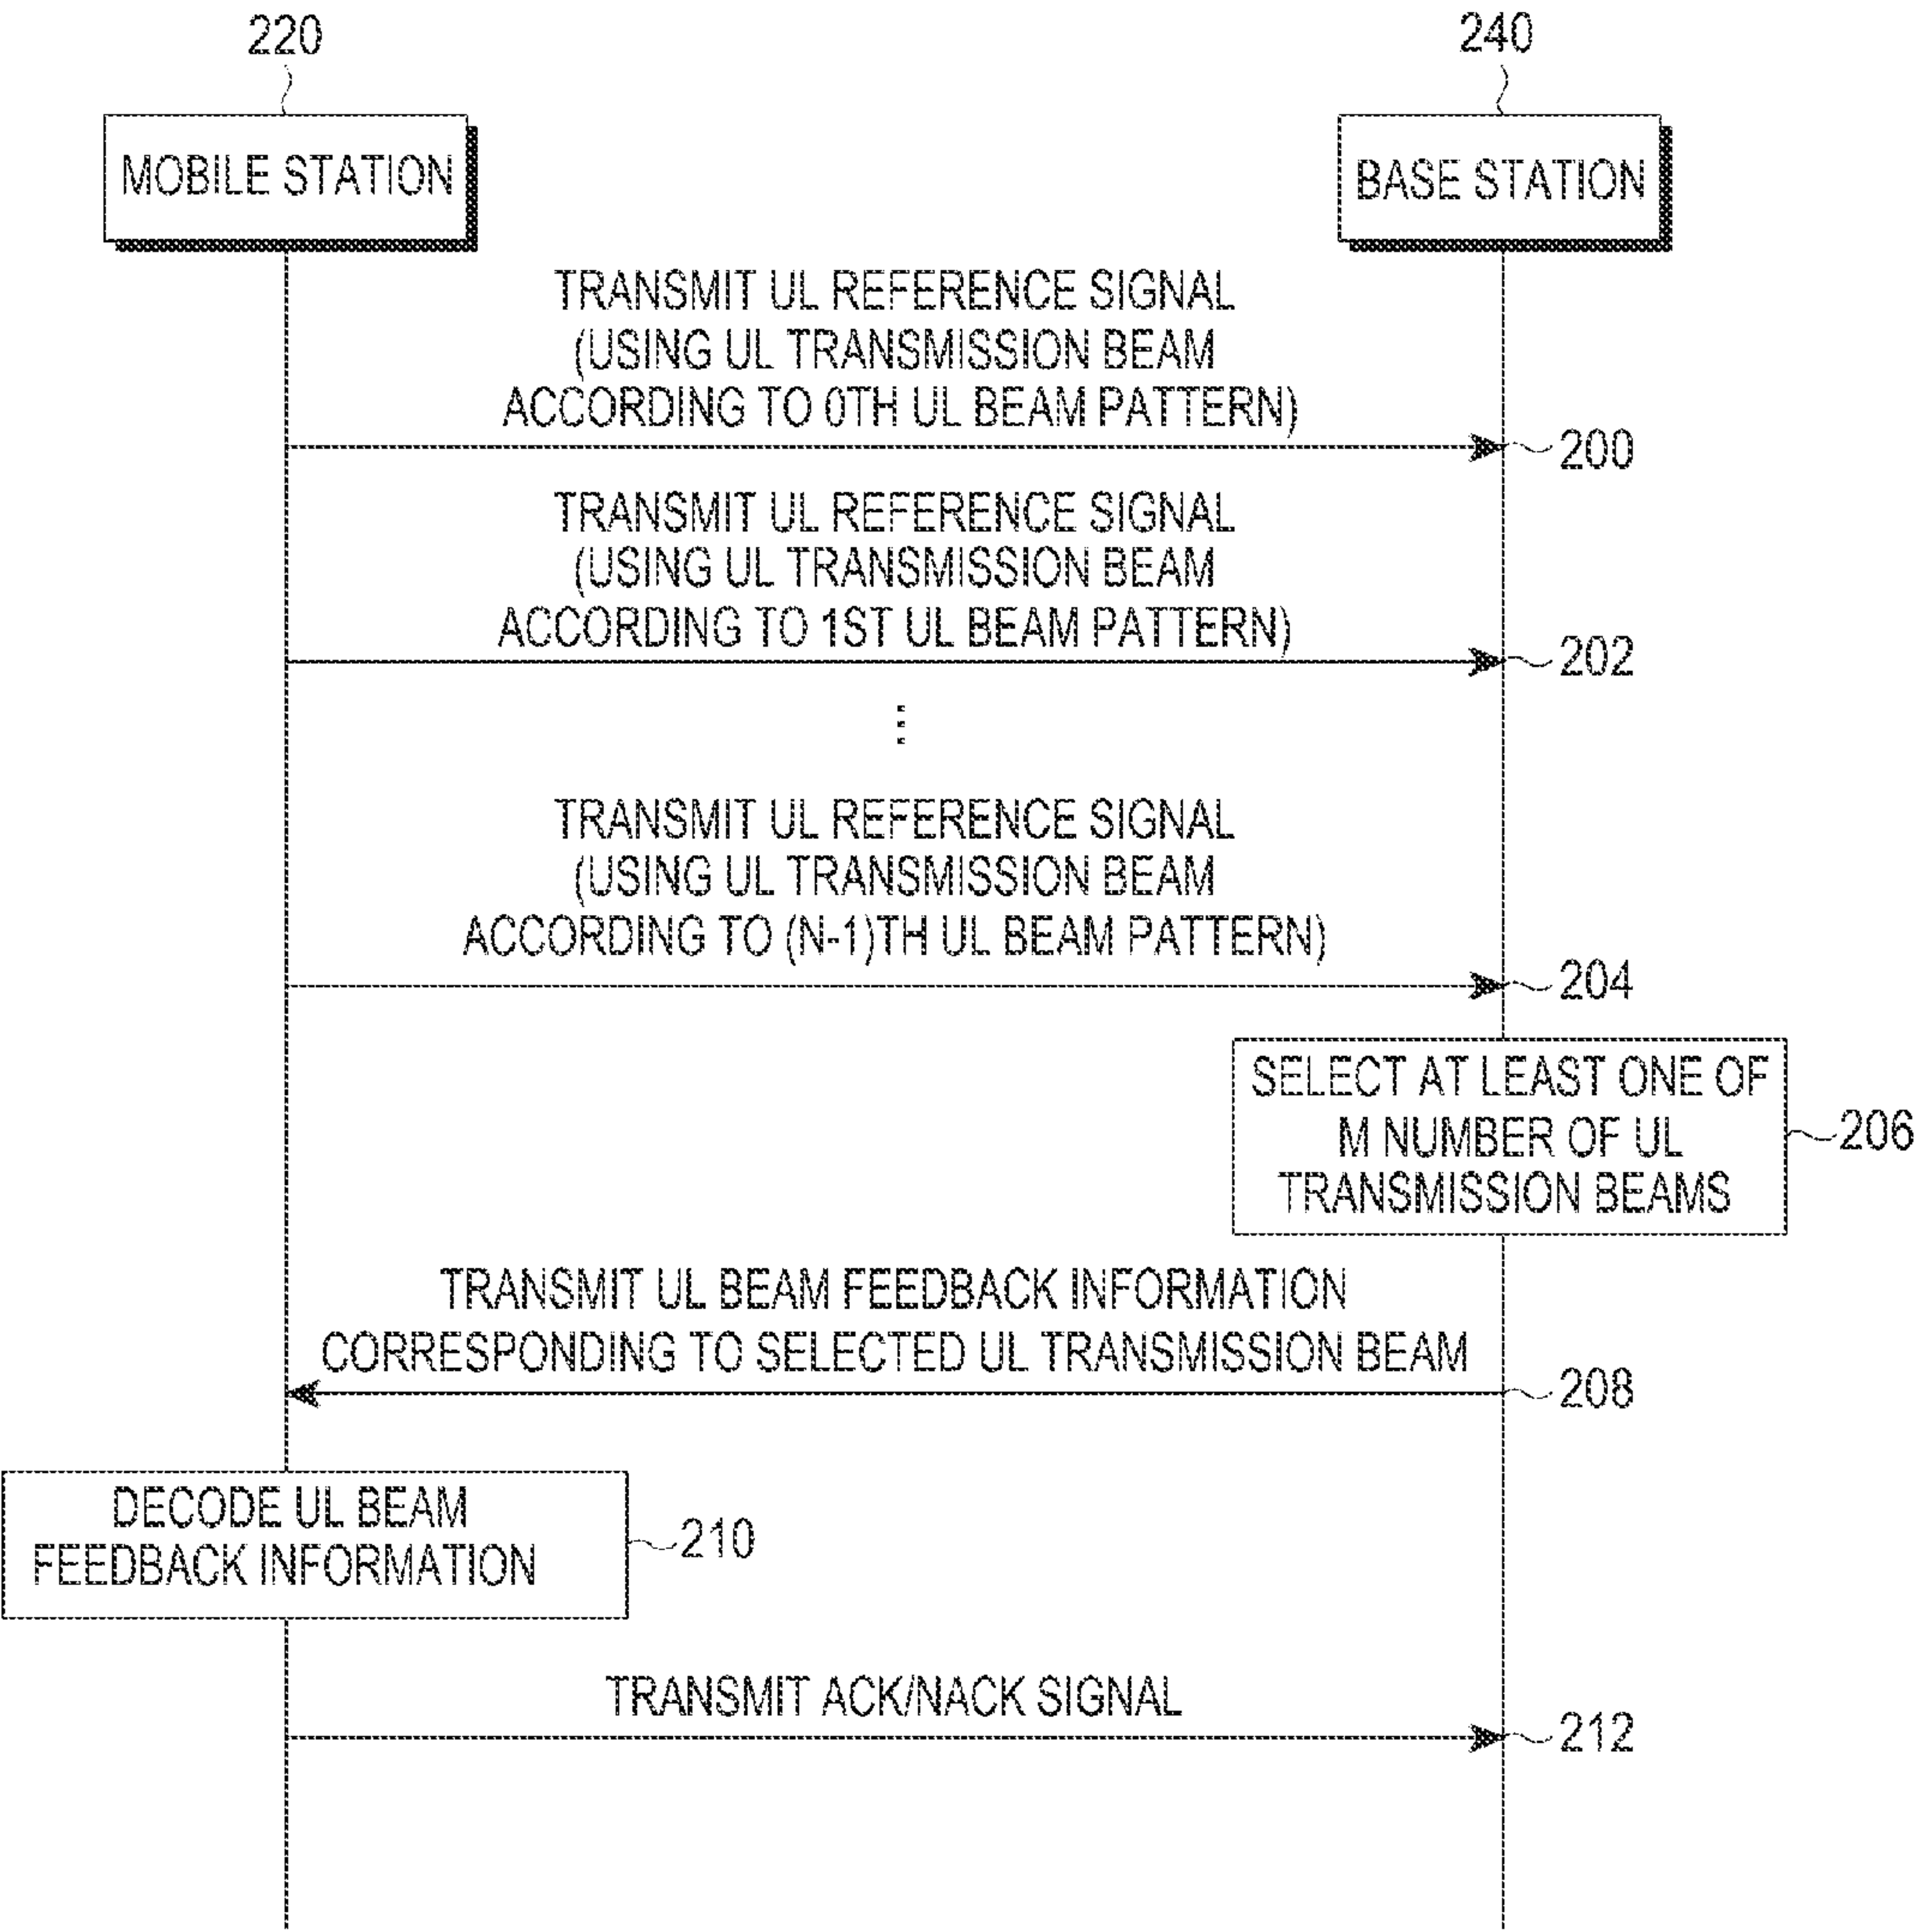 220
240
MOBILE STATION
BASE STATION
TRANSMIT UL REFERENCE SIGNAL
(USING UL TRANSMISSION BEAM
ACCORDING TO 0TH UL BEAM PATTERN)
200
TRANSMIT UL REFERENCE SIGNAL
(USING UL TRANSMISSION BEAM
ACCORDING TO 1ST UL BEAM PATTERN)
202
⋮
TRANSMIT UL REFERENCE SIGNAL
(USING UL TRANSMISSION BEAM
ACCORDING TO (N-1)TH UL BEAM PATTERN)
204
SELECT AT LEAST ONE OF
M NUMBER OF UL
TRANSMISSION BEAMS
206
TRANSMIT UL BEAM FEEDBACK INFORMATION
CORRESPONDING TO SELECTED UL TRANSMISSION BEAM
208
DECODE UL BEAM
FEEDBACK INFORMATION
210
TRANSMIT ACK/NACK SIGNAL
212